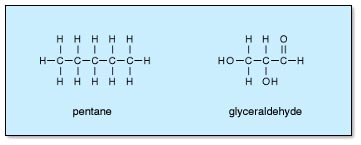 H H H H H
H-C-C-C-C-C-H
H H H H H
pentane
H H O
HO-C-C-C-H
H OH
glyceraldehyde